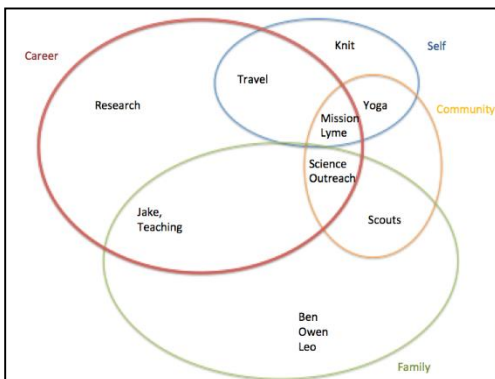 Knit
Self
Career
Travel
Research
Yoga
Community
Mission
Lyme
Science
Outreach
Jake,
Teaching
Scouts
Ben
Owen
Leo
Family